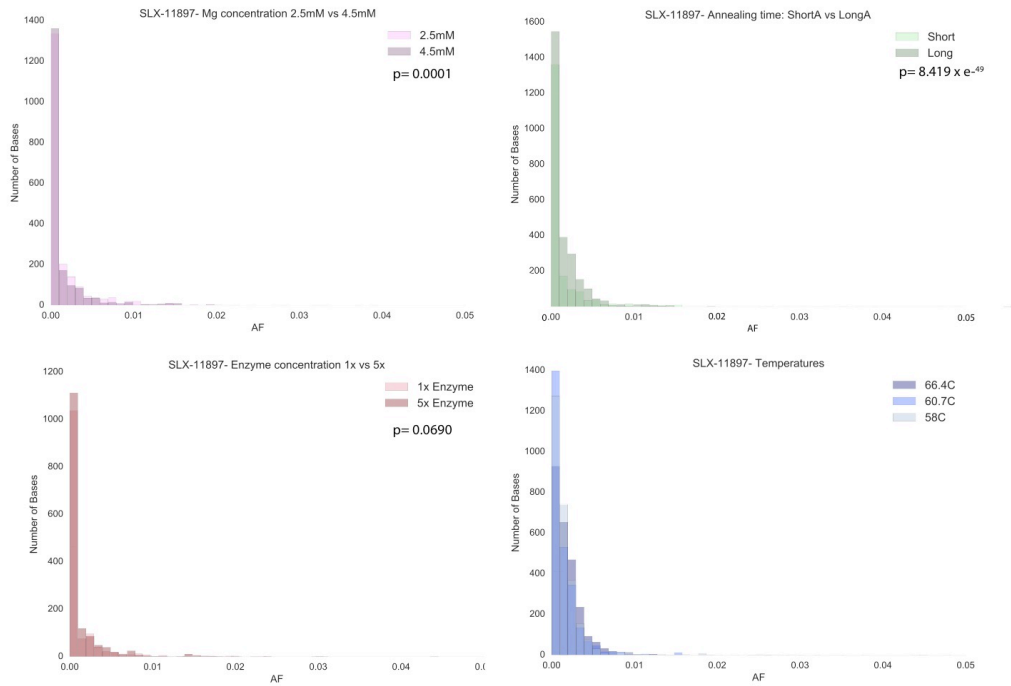 SLX-11897- Mg concentration 2.5mM vs 4.5mM
1400
1200
1000
800
600
400
200
0
Number of Bases
0.00 0.01 0.02 0.03 0.04 0.05
AF
2.5mM
4.5mM
p= 0.0001
SLX-11897- Annealing time: ShortA vs LongA
1600
1400
1200
1000
800
600
400
200
Number of Bases
0.00 0.01 0.02 0.03 0.04 0.05
AF
Short
Long
p= 8.419 x e-⁴⁹
SLX-11897- Enzyme concentration 1x vs 5x
1200
1000
800
600
400
200
0
Number of Bases
0.00 0.01 0.02 0.03 0.04 0.0
AF
1x Enzyme
5x Enzyme
p= 0.0690
SLX-11897- Temperatures
1400
1200
1000
800
600
400
200
0
Number of Bases
0.00 0.01 0.02 0.03 0.04 0.05
AF
66.4C
60.7C
58C